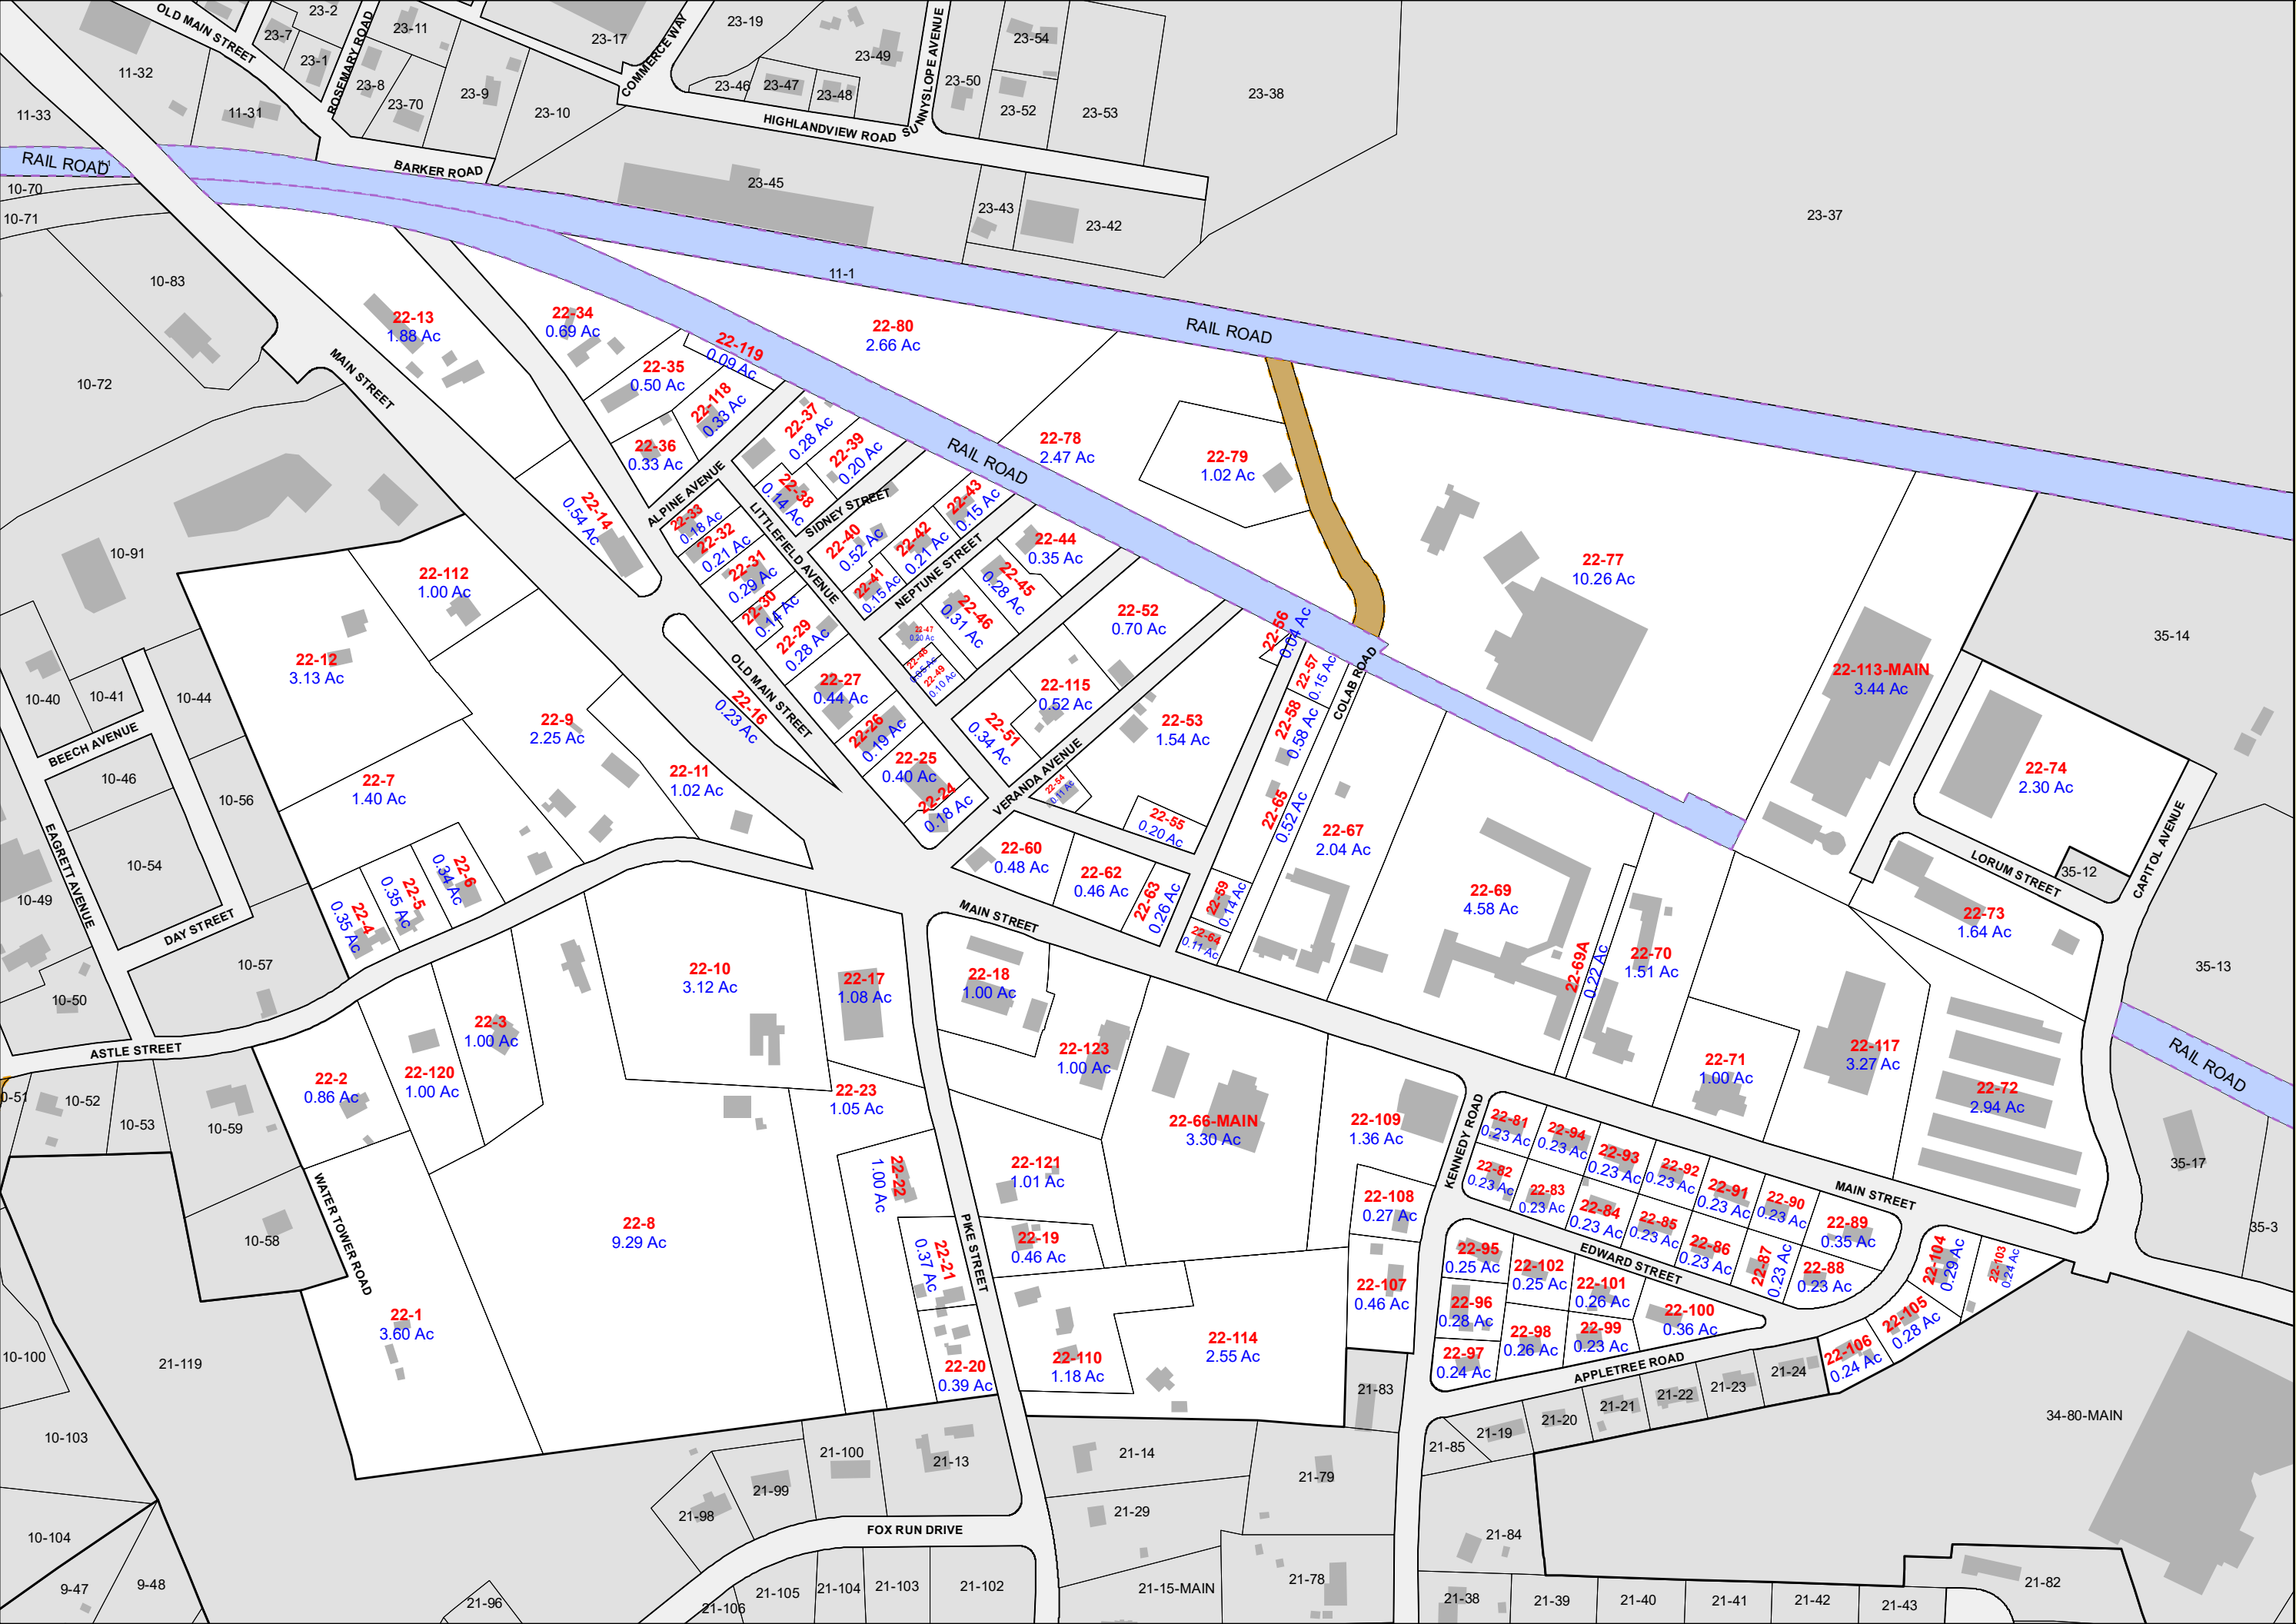 OLD MAIN STREET
23-2
23-7
23-1
ROSEMARY ROAD
23-11
23-8
23-70
23-9
23-10
23-17
COMMERCE WAY
23-19
23-49
23-46
23-47
23-48
SUNNYSLOPE AVENUE
23-50
23-54
23-52
23-53
23-38
11-32
11-33
11-31
HIGHLANDVIEW ROAD
BARKER ROAD
RAIL ROAD
10-70
10-71
23-45
23-43
23-42
23-37
10-83
11-1
RAIL ROAD
22-13
1.88 Ac
22-34
0.69 Ac
22-119
0.09 Ac
22-80
2.66 Ac
MAIN STREET
10-72
22-35
0.50 Ac
22-118
0.33 Ac
22-36
0.33 Ac
22-37
0.28 Ac
22-39
0.20 Ac
22-38
0.14 Ac
RAIL ROAD
22-78
2.47 Ac
22-79
1.02 Ac
ALPINE AVENUE
LITTLEFIELD AVENUE
SIDNEY STREET
22-14
0.54 Ac
22-33
0.18 Ac
22-32
0.21 Ac
22-31
0.29 Ac
22-30
0.14 Ac
22-29
0.28 Ac
22-40
0.52 Ac
22-42
0.21 Ac
22-43
0.15 Ac
22-41
0.15 Ac
NEPTUNE STREET
22-44
0.35 Ac
22-45
0.28 Ac
22-46
0.31 Ac
22-47
0.20 Ac
22-48
0.05 Ac
22-49
0.10 Ac
22-52
0.70 Ac
22-56
0.04 Ac
22-77
10.26 Ac
10-91
22-112
1.00 Ac
22-12
3.13 Ac
35-14
22-113-MAIN
3.44 Ac
10-40
10-41
10-44
BEECH AVENUE
10-46
10-56
22-9
2.25 Ac
OLD MAIN STREET
22-16
0.23 Ac
22-27
0.44 Ac
22-26
0.19 Ac
22-25
0.40 Ac
22-24
0.18 Ac
22-115
0.52 Ac
22-51
0.34 Ac
VERANDA AVENUE
22-53
1.54 Ac
22-54
0.11 Ac
22-55
0.20 Ac
22-57
0.15 Ac
22-58
0.58 Ac
COLAB ROAD
22-65
0.52 Ac
22-67
2.04 Ac
22-74
2.30 Ac
CAPITOL AVENUE
LORUM STREET
35-12
22-7
1.40 Ac
22-11
1.02 Ac
EAGRETT AVENUE
10-54
10-49
DAY STREET
22-4
0.35 Ac
22-5
0.35 Ac
22-6
0.34 Ac
22-60
0.48 Ac
22-62
0.46 Ac
22-63
0.26 Ac
22-59
0.14 Ac
22-64
0.11 Ac
22-69
4.58 Ac
22-69A
0.22 Ac
22-70
1.51 Ac
22-73
1.64 Ac
35-13
10-57
10-50
MAIN STREET
22-10
3.12 Ac
22-17
1.08 Ac
22-18
1.00 Ac
22-3
1.00 Ac
ASTLE STREET
22-2
0.86 Ac
22-120
1.00 Ac
22-23
1.05 Ac
22-123
1.00 Ac
22-66-MAIN
3.30 Ac
22-109
1.36 Ac
22-71
1.00 Ac
22-117
3.27 Ac
22-72
2.94 Ac
RAIL ROAD
10-52
10-53
10-59
10-58
WATER TOWER ROAD
KENNEDY ROAD
22-81
0.23 Ac
22-94
0.23 Ac
22-93
0.23 Ac
22-92
0.23 Ac
22-91
0.23 Ac
22-90
0.23 Ac
22-89
0.35 Ac
MAIN STREET
22-82
0.23 Ac
22-83
0.23 Ac
22-84
0.23 Ac
22-85
0.23 Ac
22-86
0.23 Ac
22-87
0.23 Ac
22-88
0.23 Ac
35-17
35-3
22-22
1.00 Ac
22-121
1.01 Ac
22-108
0.27 Ac
22-8
9.29 Ac
22-21
0.37 Ac
PIKE STREET
22-19
0.46 Ac
22-107
0.46 Ac
22-95
0.25 Ac
22-102
0.25 Ac
22-101
0.26 Ac
EDWARD STREET
22-100
0.36 Ac
22-104
0.29 Ac
22-103
0.24 Ac
22-105
0.28 Ac
22-106
0.24 Ac
22-1
3.60 Ac
22-96
0.28 Ac
22-98
0.26 Ac
22-99
0.23 Ac
22-97
0.24 Ac
APPLETREE ROAD
10-100
21-119
22-20
0.39 Ac
22-110
1.18 Ac
22-114
2.55 Ac
21-83
21-24
21-23
21-22
21-21
21-20
21-19
21-85
34-80-MAIN
10-103
21-100
21-13
21-14
21-99
21-98
21-79
21-29
FOX RUN DRIVE
10-104
21-84
9-47
9-48
21-96
21-106
21-105
21-104
21-103
21-102
21-15-MAIN
21-78
21-38
21-39
21-40
21-41
21-42
21-43
21-82